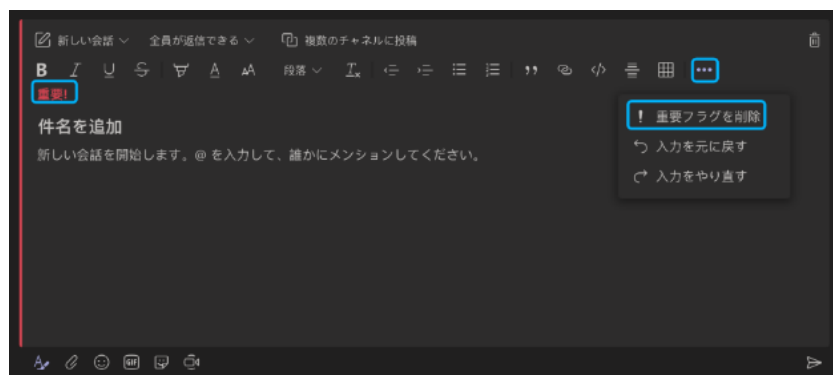 新しい会話 全員が返信できる 複数のチャネルに投稿
B I U S A AA 段落 Ix
重要!
! 重要フラグを削除
件名を追加
入力を元に戻す
新しい会話を開始します。@ を入力して、誰かにメンションしてください。
入力をやり直す
GIF